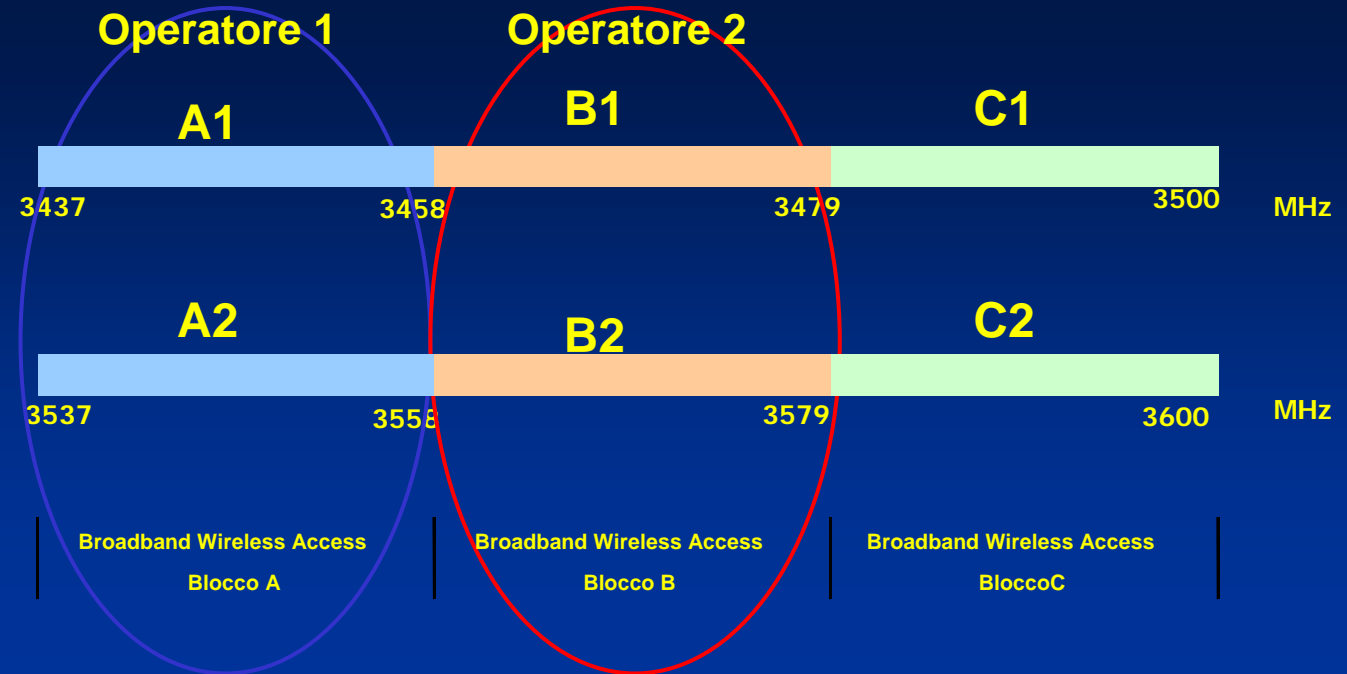 Operatore 1 Operatore 2
A1 B1 C1
3437 3458 3479 3500 MHz
A2 B2 C2
3537 3558 3579 3600 MHz
Broadband Wireless Access Broadband Wireless Access Broadband Wireless Access
Blocco A Blocco B BloccoC